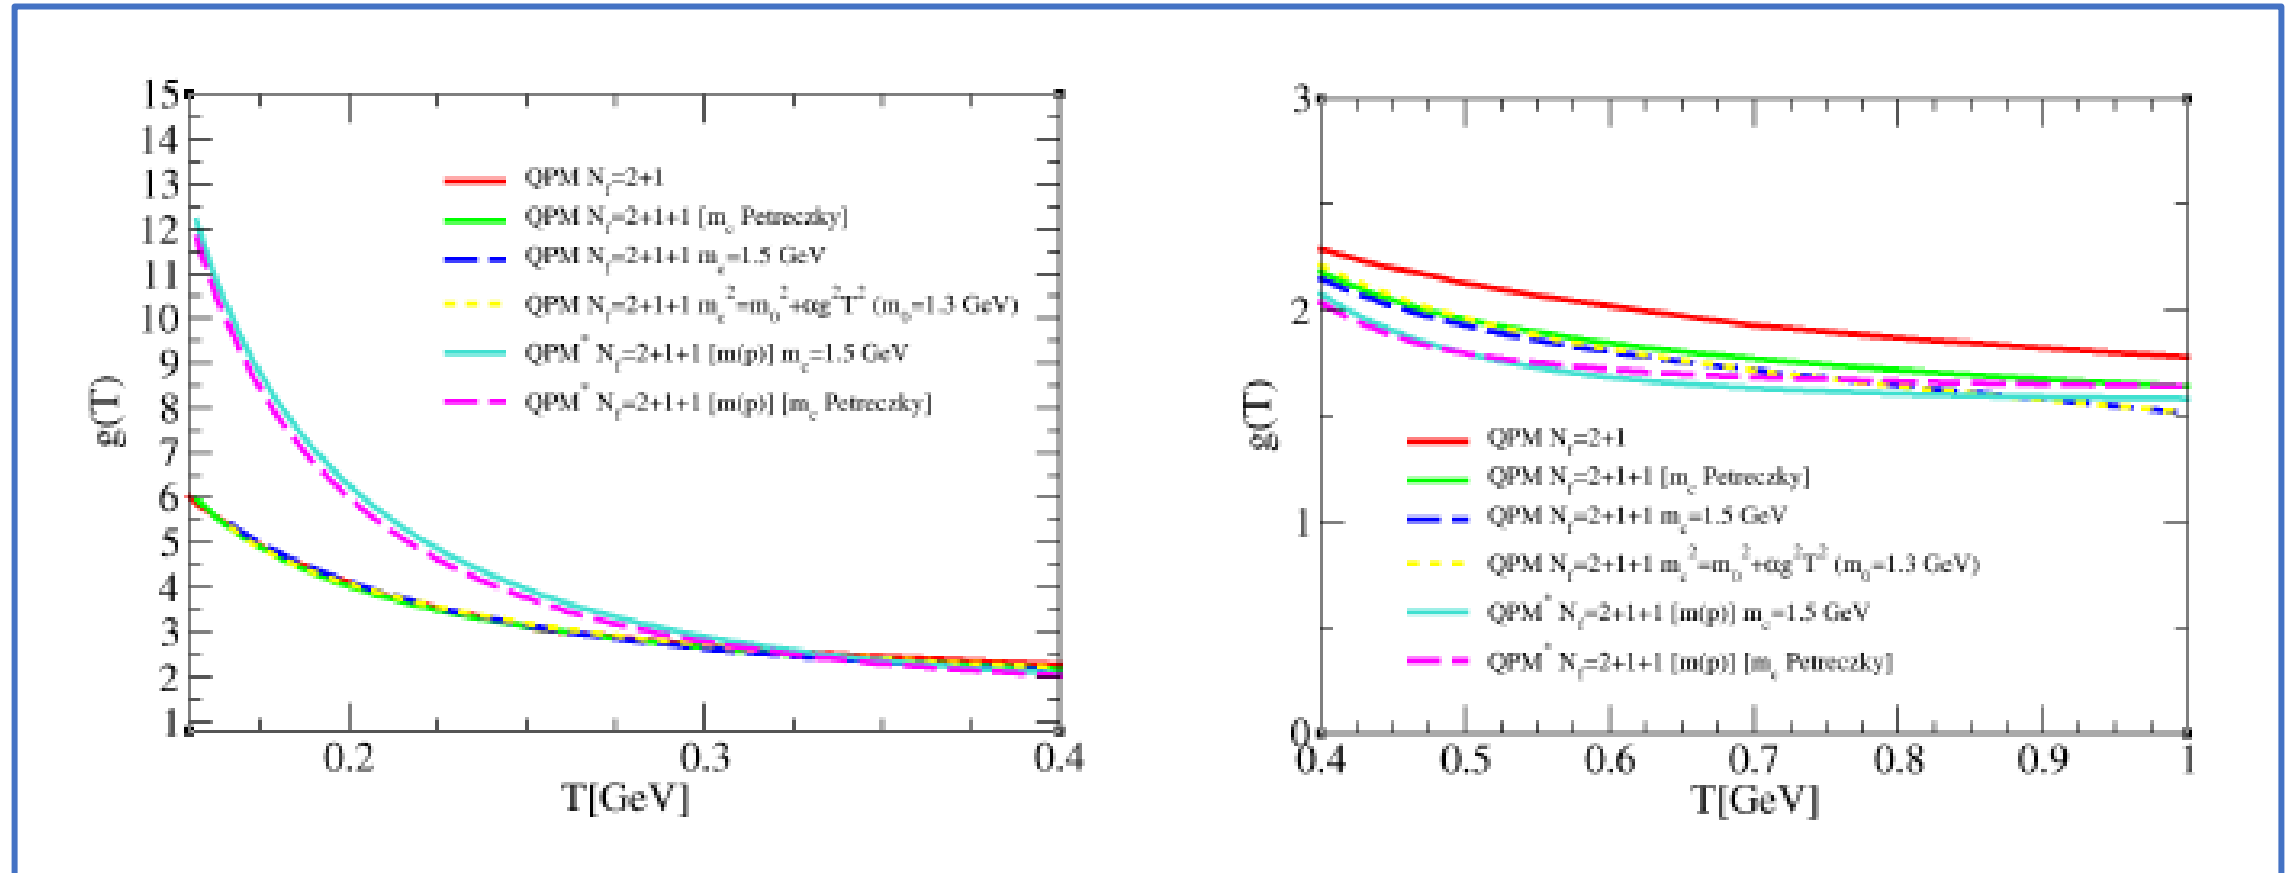 15
14
13
12
11
10
9
8
7
6
5
4
3
2
1
g(T)
QPM N_f=2+1
QPM N_f=2+1+1 [m_c Petreczky]
QPM N_f=2+1+1 m_c=1.5 GeV
QPM N_f=2+1+1 m_c^2=m_0^2+αg^2T^2 (m_0=1.3 GeV)
QPM^* N_f=2+1+1 [m(p)] m_c=1.5 GeV
QPM^* N_f=2+1+1 [m(p)] [m_c Petreczky]
0.2 0.3 0.4
T[GeV]
3
2
1
0
g(T)
QPM N_f=2+1
QPM N_f=2+1+1 [m_c Petreczky]
QPM N_f=2+1+1 m_c=1.5 GeV
QPM N_f=2+1+1 m_c^2=m_0^2+αg^2T^2 (m_0=1.3 GeV)
QPM^* N_f=2+1+1 [m(p)] m_c=1.5 GeV
QPM^* N_f=2+1+1 [m(p)] [m_c Petreczky]
0.4 0.5 0.6 0.7 0.8 0.9 1
T[GeV]